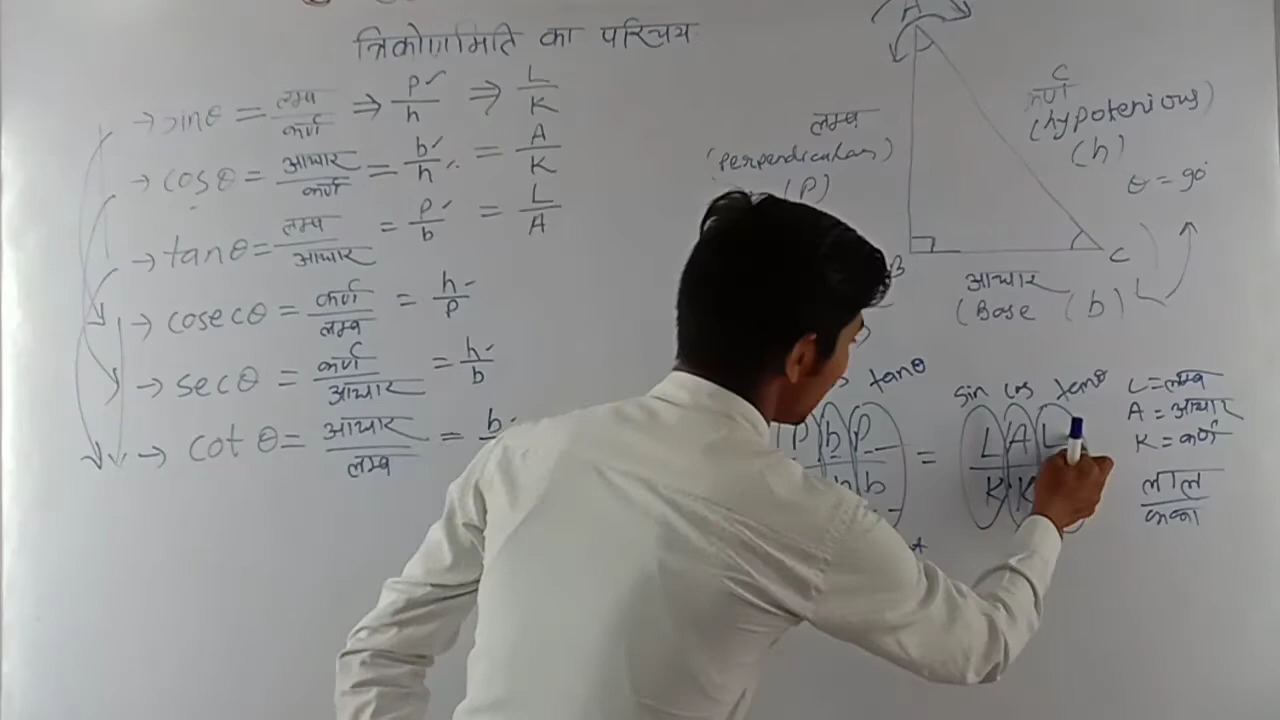 त्रिकोणमिति का परिचय
→ sinθ = लम्ब/कर्ण ⇒ P/h ⇒ L/K
→ cosθ = आधार/कर्ण = b/h = A/K
→ tanθ = लम्ब/आधार = P/b = L/A
→ cosecθ = कर्ण/लम्ब = h/P
→ secθ = कर्ण/आधार = h/b
→ cotθ = आधार/लम्ब = b
A
लम्ब
(perpendicular)
(P)
कर्ण
(hypotenious)
(h)
θ = 90°
B
C
आधार
(Base (b)
tanθ
P b P
h b
=
sin cos tanθ
L A L
K K
L = लम्ब
A = आधार
K = कर्ण
लाल
कक्का